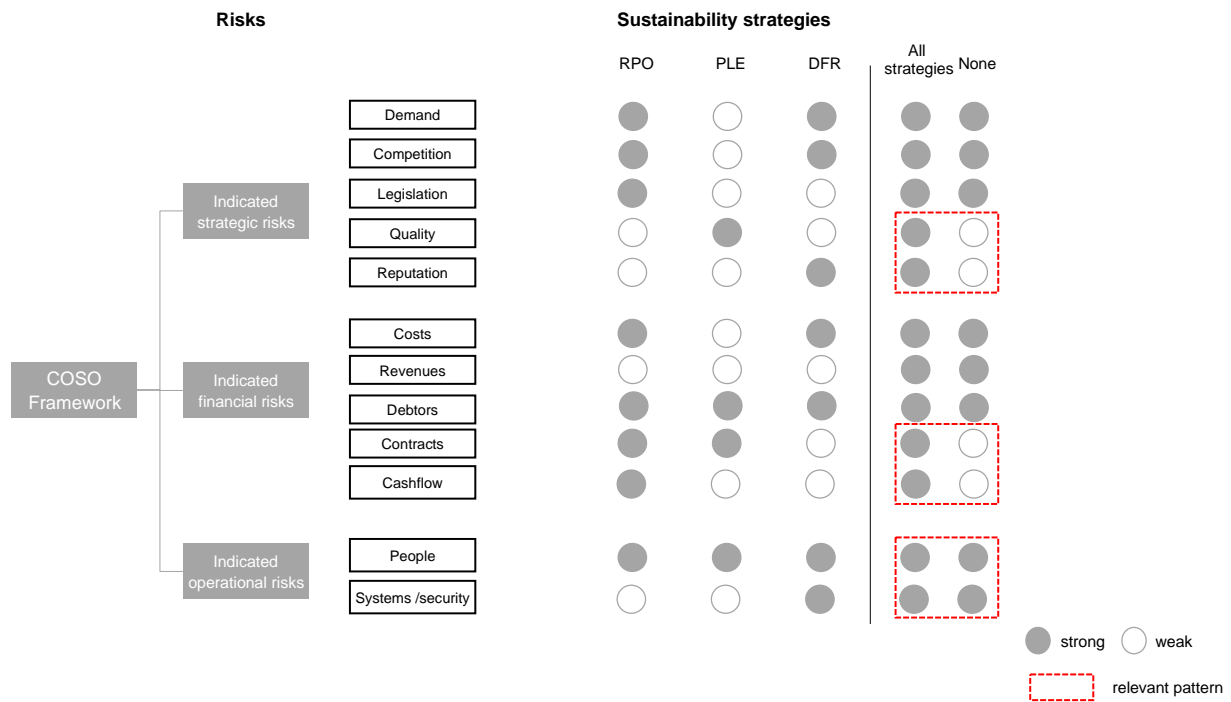 Risks
Sustainability strategies
RPO
PLE
DFR
All
strategies
None
Demand
Competition
Legislation
Quality
Reputation
Indicated
strategic risks
Costs
Revenues
Debtors
Contracts
Cashflow
COSO
Framework
Indicated
financial risks
People
Systems /security
Indicated
operational risks
strong
weak
relevant pattern